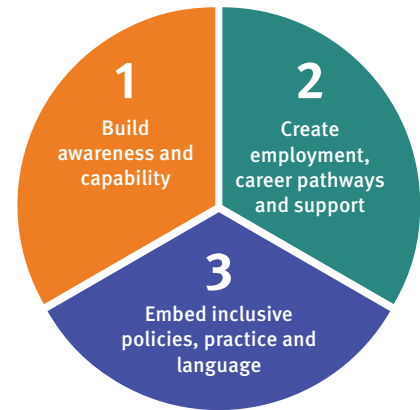 1
Build
awareness and
capability
2
Create
employment,
career pathways
and support
3
Embed inclusive
policies, practice and
language